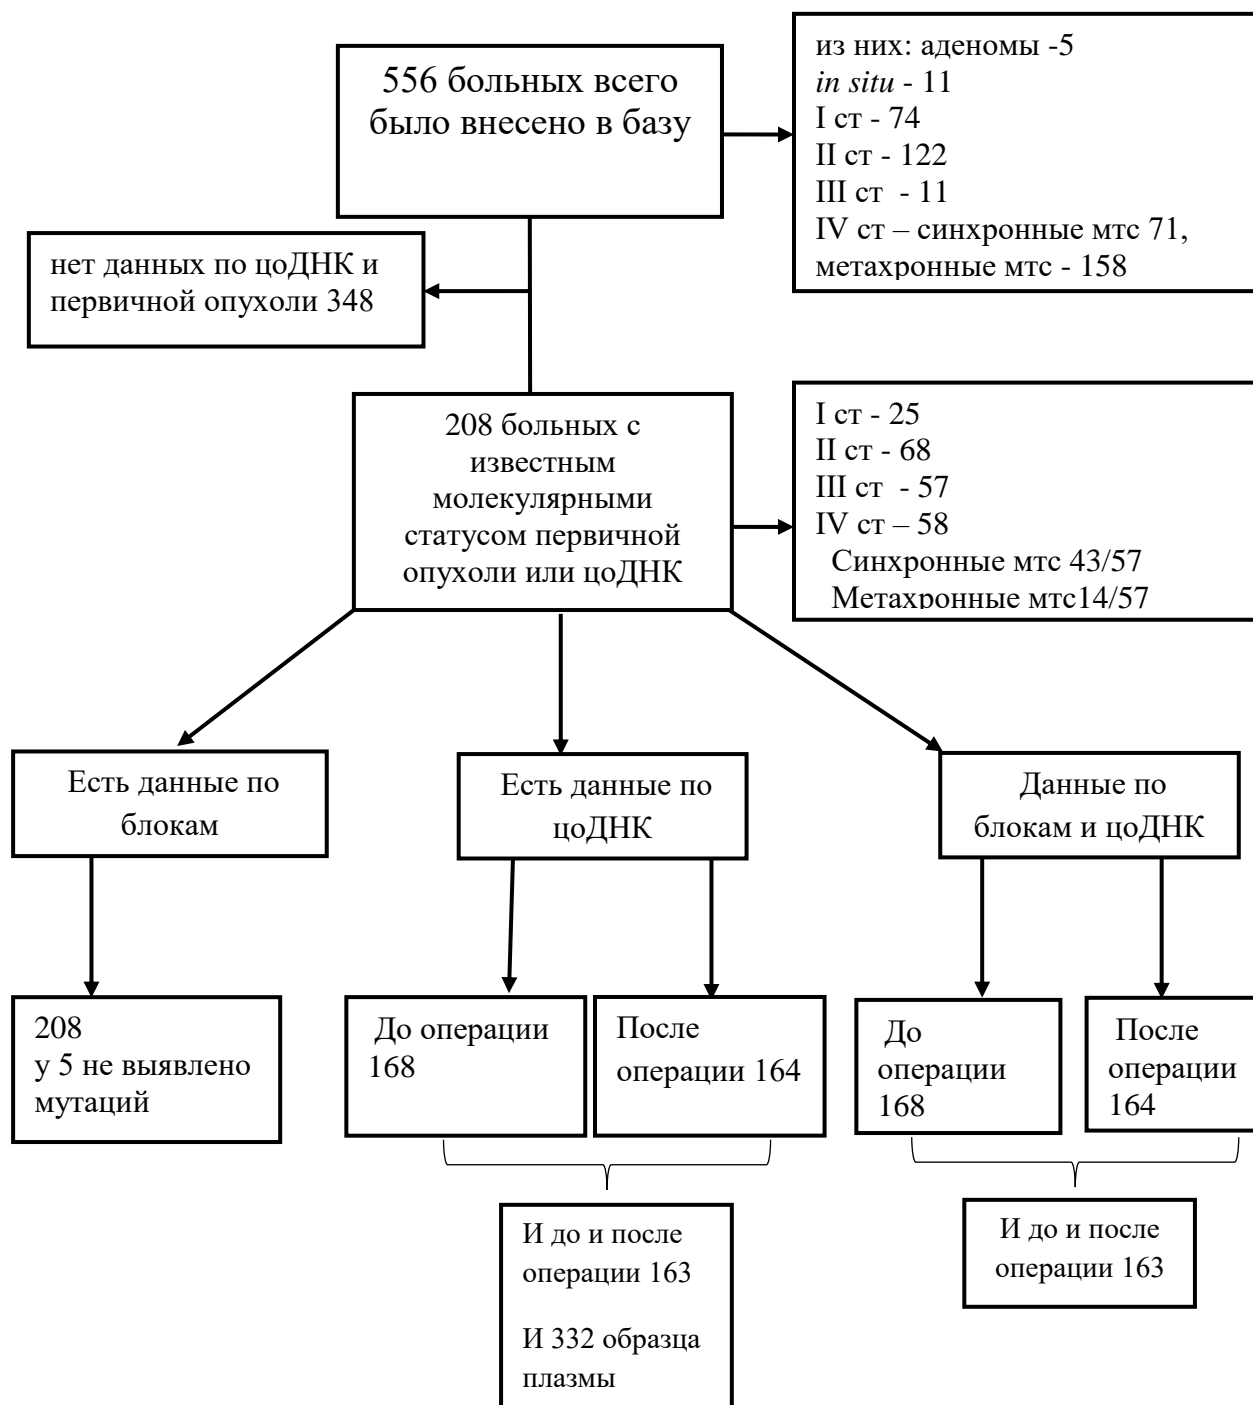 556 больных всего
было внесено в базу
из них: аденомы -5
in situ - 11
I ст - 74
II ст - 122
III ст - 11
IV ст – синхронные мтс 71,
метахронные мтс - 158
нет данных по цоДНК и
первичной опухоли 348
208 больных с
известным
молекулярными
статусом первичной
опухоли или цоДНК
I ст - 25
II ст - 68
III ст - 57
IV ст – 58
Синхронные мтс 43/57
Метахронные мтс14/57
Есть данные по
блокам
Есть данные по
цоДНК
Данные по
блокам и цоДНК
208
у 5 не выявлено
мутаций
До операции
168
После
операции 164
До
операции
168
После
операции
164
И до и после
операции 163
И 332 образца
плазмы
И до и после
операции 163